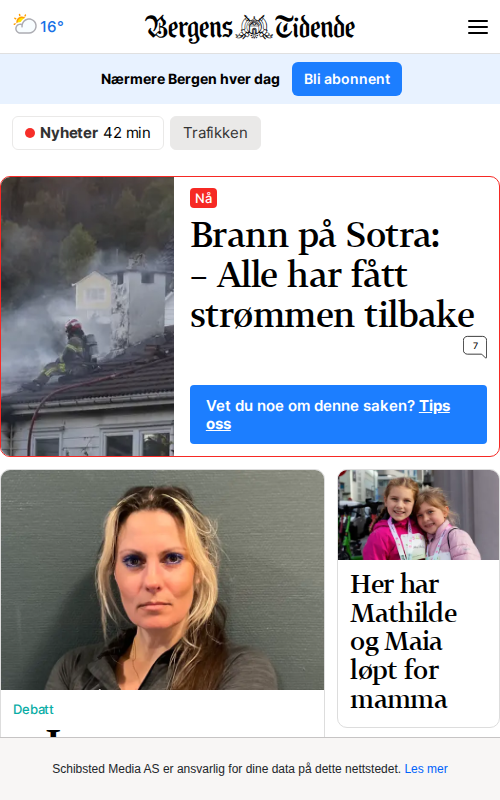 16°
Bergens Tidende
Nærmere Bergen hver dag
Bli abonnent
Nyheter 42 min
Trafikken
Nå
Brann på Sotra:
– Alle har fått
strømmen tilbake
7
Vet du noe om denne saken? Tips
oss
Her har
Mathilde
og Maia
løpt for
mamma
Debatt
Schibsted Media AS er ansvarlig for dine data på dette nettstedet. Les mer